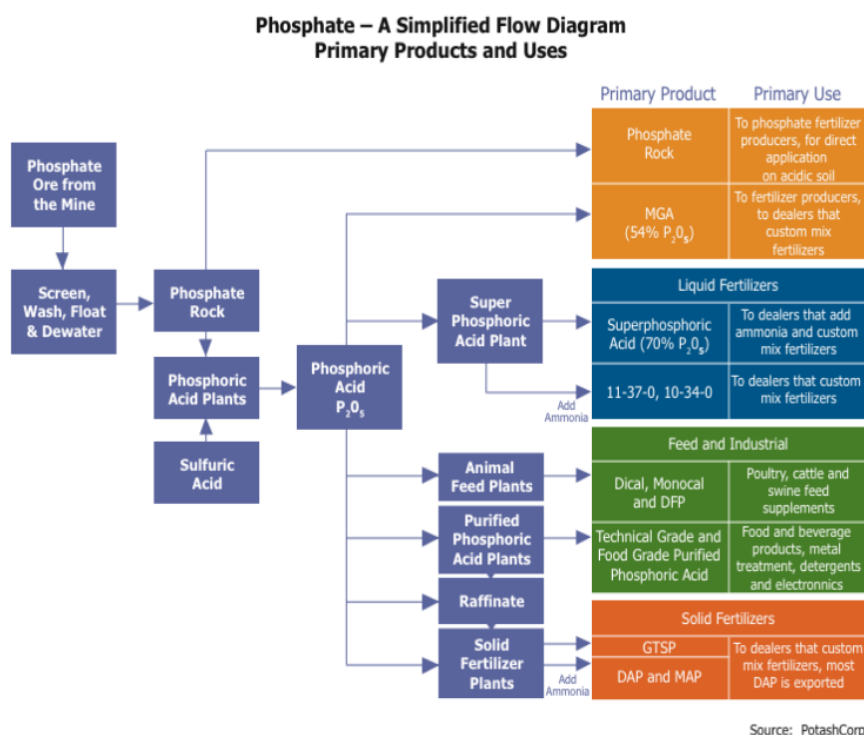 Phosphate – A Simplified Flow Diagram
Primary Products and Uses
Primary Product
Primary Use
Phosphate
Ore from
the Mine
Screen,
Wash, Float
& Dewater
Phosphate
Rock
Phosphoric
Acid Plants
Sulfuric
Acid
Phosphoric
Acid
P₂0₅
Super
Phosphoric
Acid Plant
Add
Ammonia
Animal
Feed Plants
Purified
Phosphoric
Acid Plants
Raffinate
Solid
Fertilizer
Plants
Add
Ammonia
Phosphate
Rock
To phosphate fertilizer
producers, for direct
application
on acidic soil
MGA
(54% P₂0₅)
To fertilizer producers,
to dealers that
custom mix
fertilizers
Liquid Fertilizers
Superphosphoric
Acid (70% P₂0₅)
To dealers that add
ammonia and custom
mix fertilizers
11-37-0, 10-34-0
To dealers that custom
mix fertilizers
Feed and Industrial
Dical, Monocal
and DFP
Poultry, cattle and
swine feed
supplements
Technical Grade and
Food Grade Purified
Phosphoric Acid
Food and beverage
products, metal
treatment, detergents
and electronnics
Solid Fertilizers
GTSP
DAP and MAP
To dealers that custom
mix fertilizers, most
DAP is exported
Source: PotashCorp